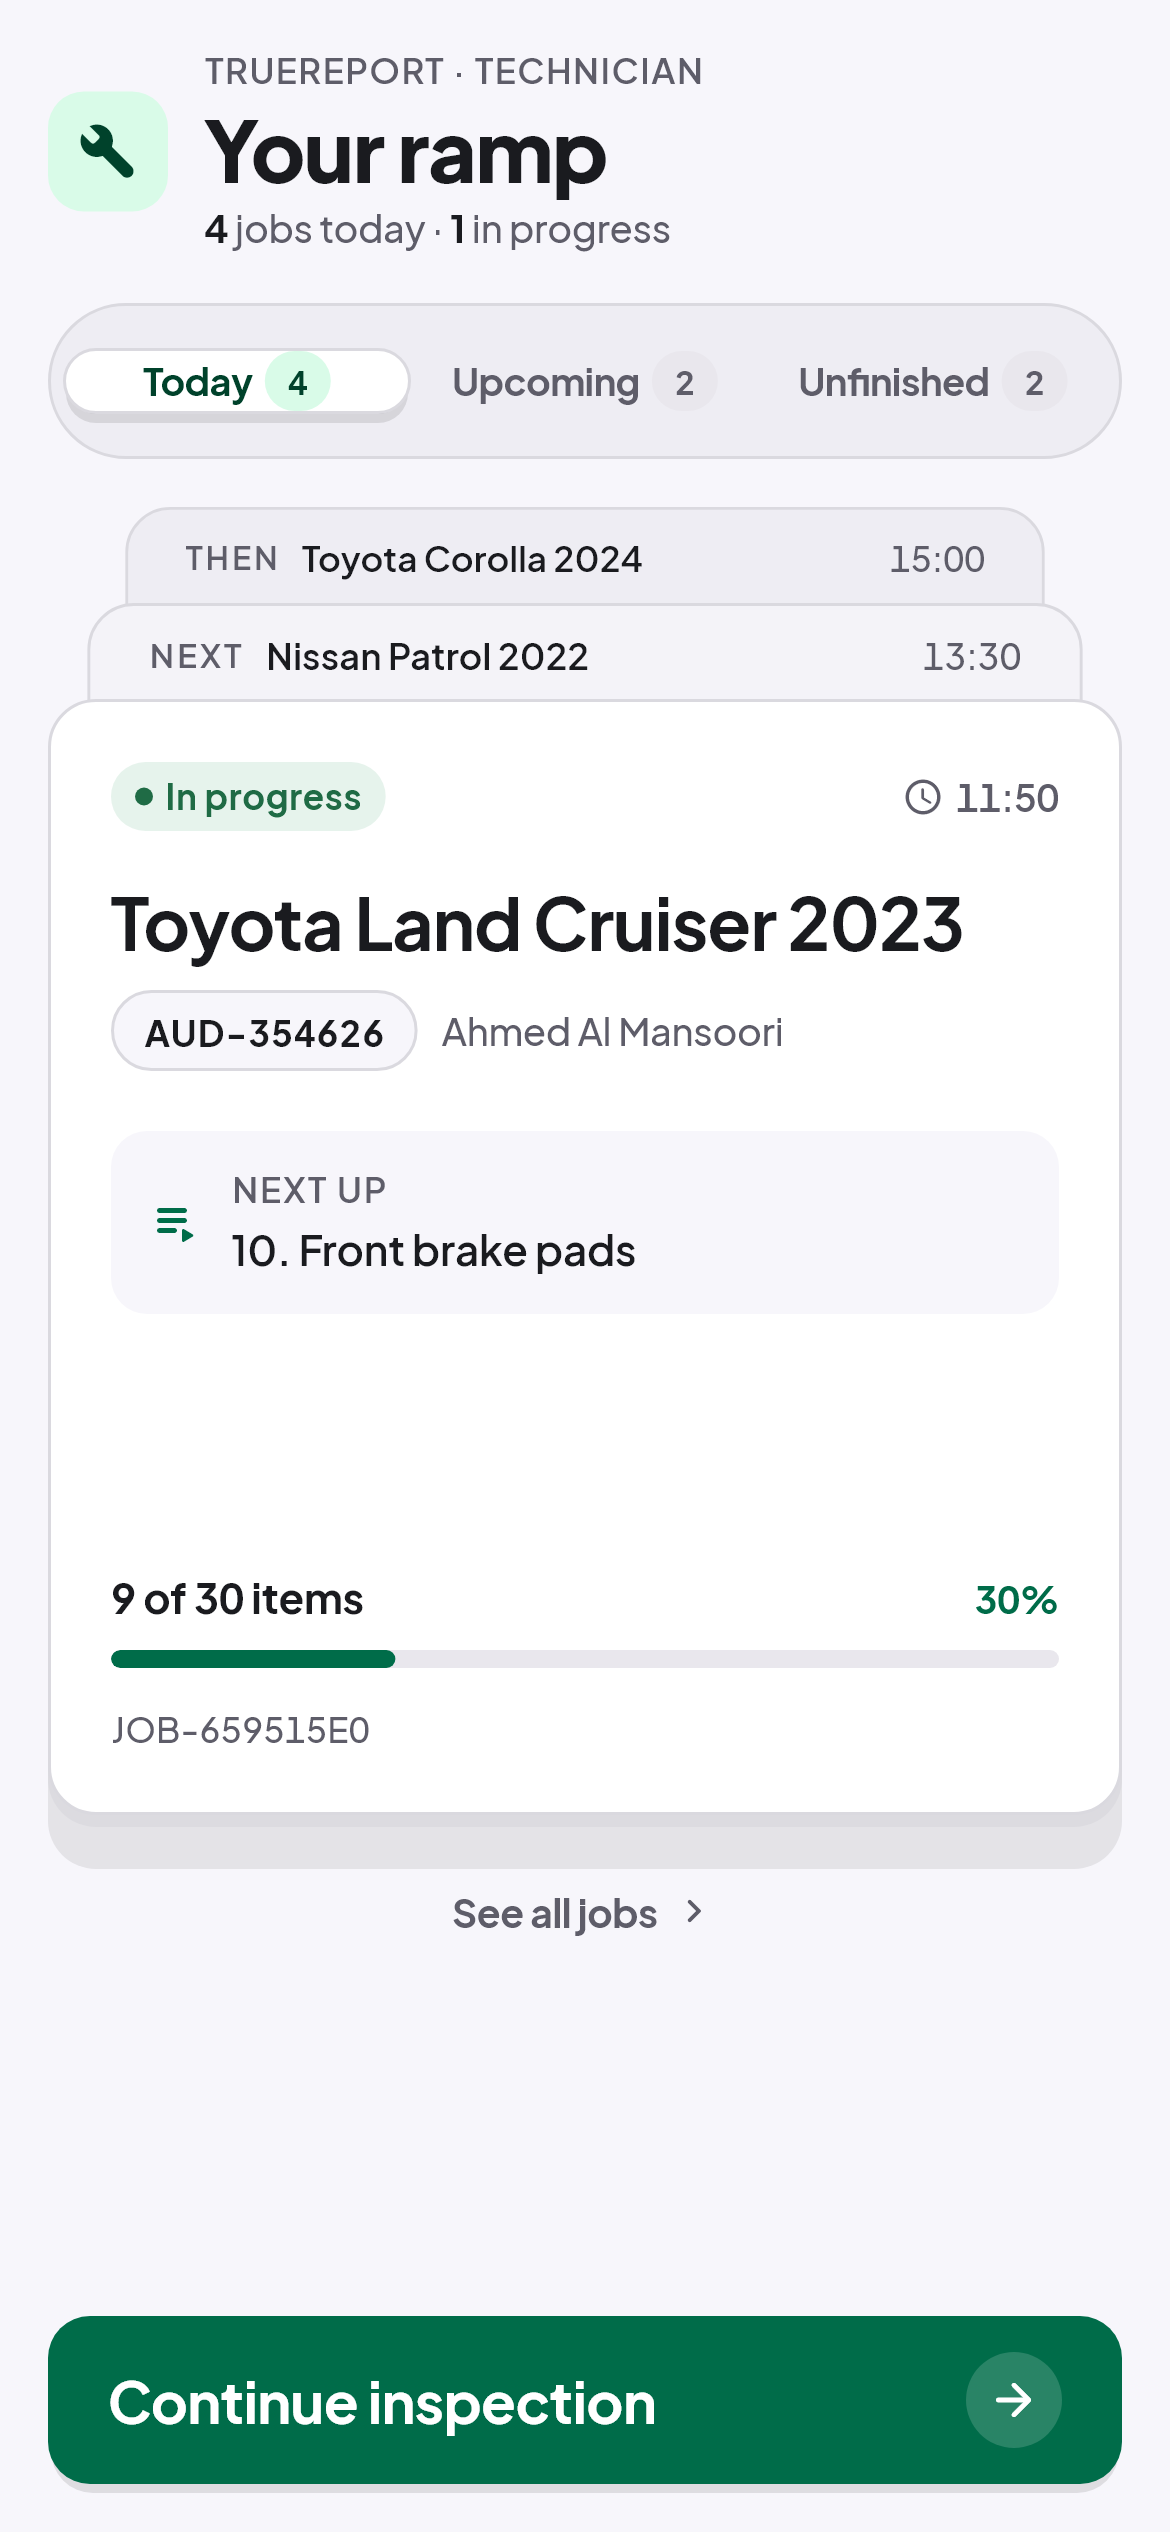 TRUEREPORT · TECHNICIAN
Your ramp
4 jobs today · 1 in progress
Today 4 Upcoming 2 Unfinished 2
THEN Toyota Corolla 2024 15:00
NEXT Nissan Patrol 2022 13:30
In progress 11:50
Toyota Land Cruiser 2023
AUD-354626 Ahmed Al Mansoori
NEXT UP
10. Front brake pads
9 of 30 items 30%
JOB-659515E0
See all jobs
Continue inspection